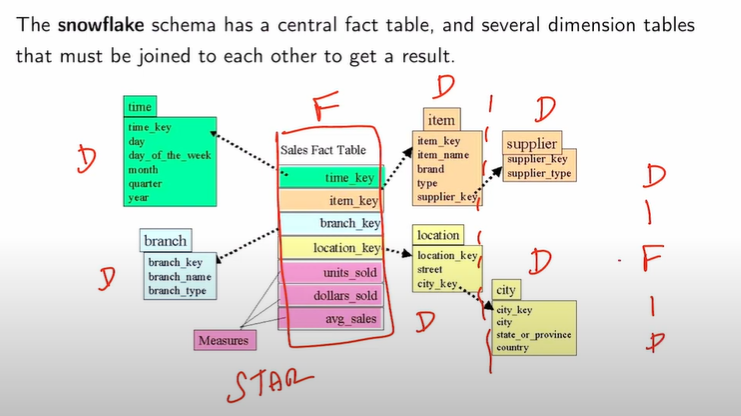 The snowflake schema has a central fact table, and several dimension tables
that must be joined to each other to get a result.
F
D
D
D
time
time_key
day
day_of_the_week
month
quarter
year
Sales Fact Table
time_key
item_key
branch_key
location_key
units_sold
dollars_sold
avg_sales
item
item_key
item_name
brand
type
supplier_key
supplier
supplier_key
supplier_type
branch
branch_key
branch_name
branch_type
D
location
location_key
street
city_key
D
D
city
city_key
city
state_or_province
country
Measures
STAR
D
I
F
I
D